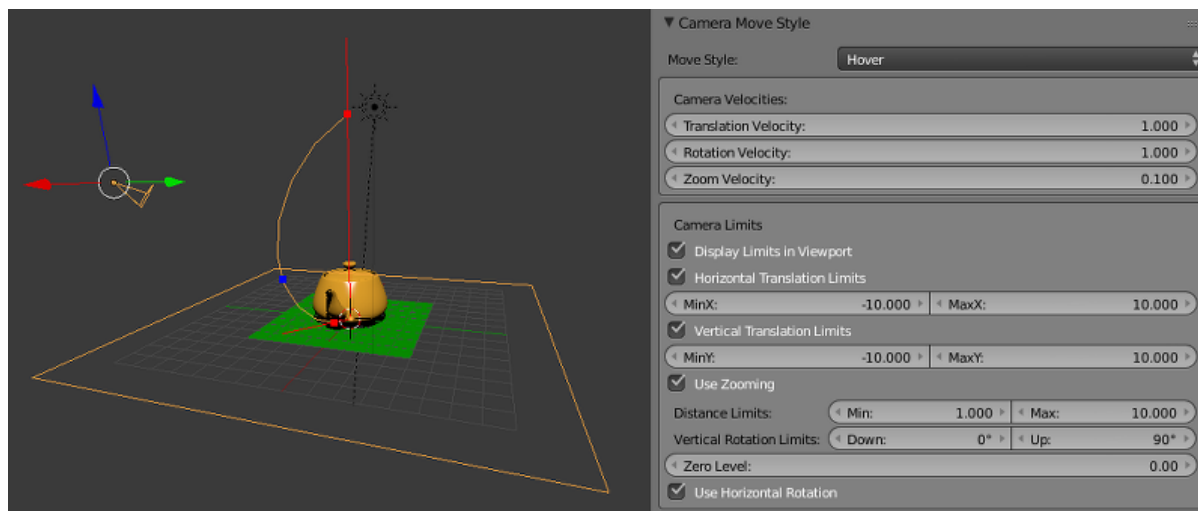 Camera Move Style
Move Style: Hover
Camera Velocities:
Translation Velocity: 1.000
Rotation Velocity: 1.000
Zoom Velocity: 0.100
Camera Limits
Display Limits in Viewport
Horizontal Translation Limits
MinX: -10.000 MaxX: 10.000
Vertical Translation Limits
MinY: -10.000 MaxY: 10.000
Use Zooming
Distance Limits: Min: 1.000 Max: 10.000
Vertical Rotation Limits: Down: 0° Up: 90°
Zero Level: 0.00
Use Horizontal Rotation